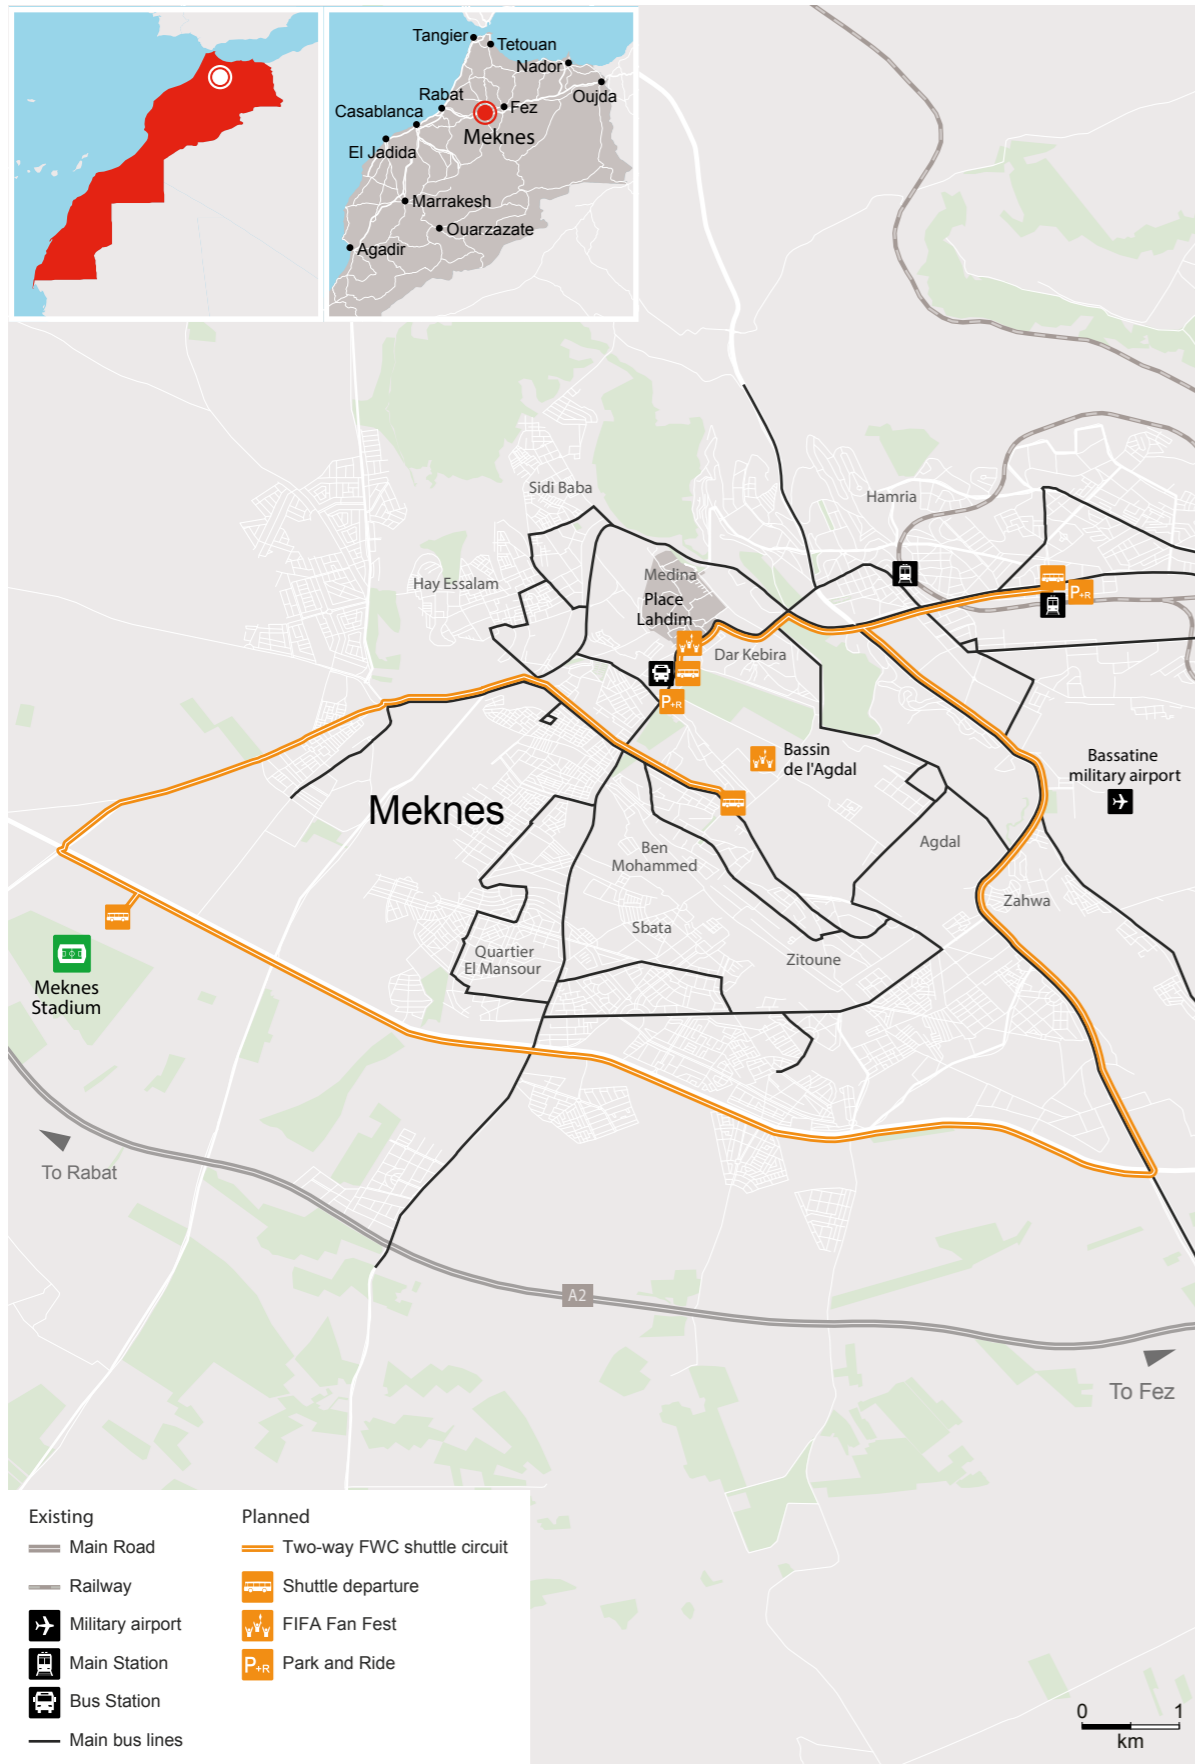 Tangier
Tetouan
Nador
Oujda
Rabat
Fez
Casablanca
Meknes
El Jadida
Marrakesh
Ouarzazate
Agadir
Sidi Baba
Hamria
Hay Essalam
Medina
Place
Lahdim
Dar Kebira
P+R
P+R
Bassin
de l'Agdal
Bassatine
military airport
Meknes
Ben
Mohammed
Agdal
Zahwa
Sbata
Quartier
El Mansour
Zitoune
Meknes
Stadium
To Rabat
A2
To Fez
Existing
Main Road
Railway
Military airport
Main Station
Bus Station
Main bus lines
Planned
Two-way FWC shuttle circuit
Shuttle departure
FIFA Fan Fest
P+R Park and Ride
0 1
km